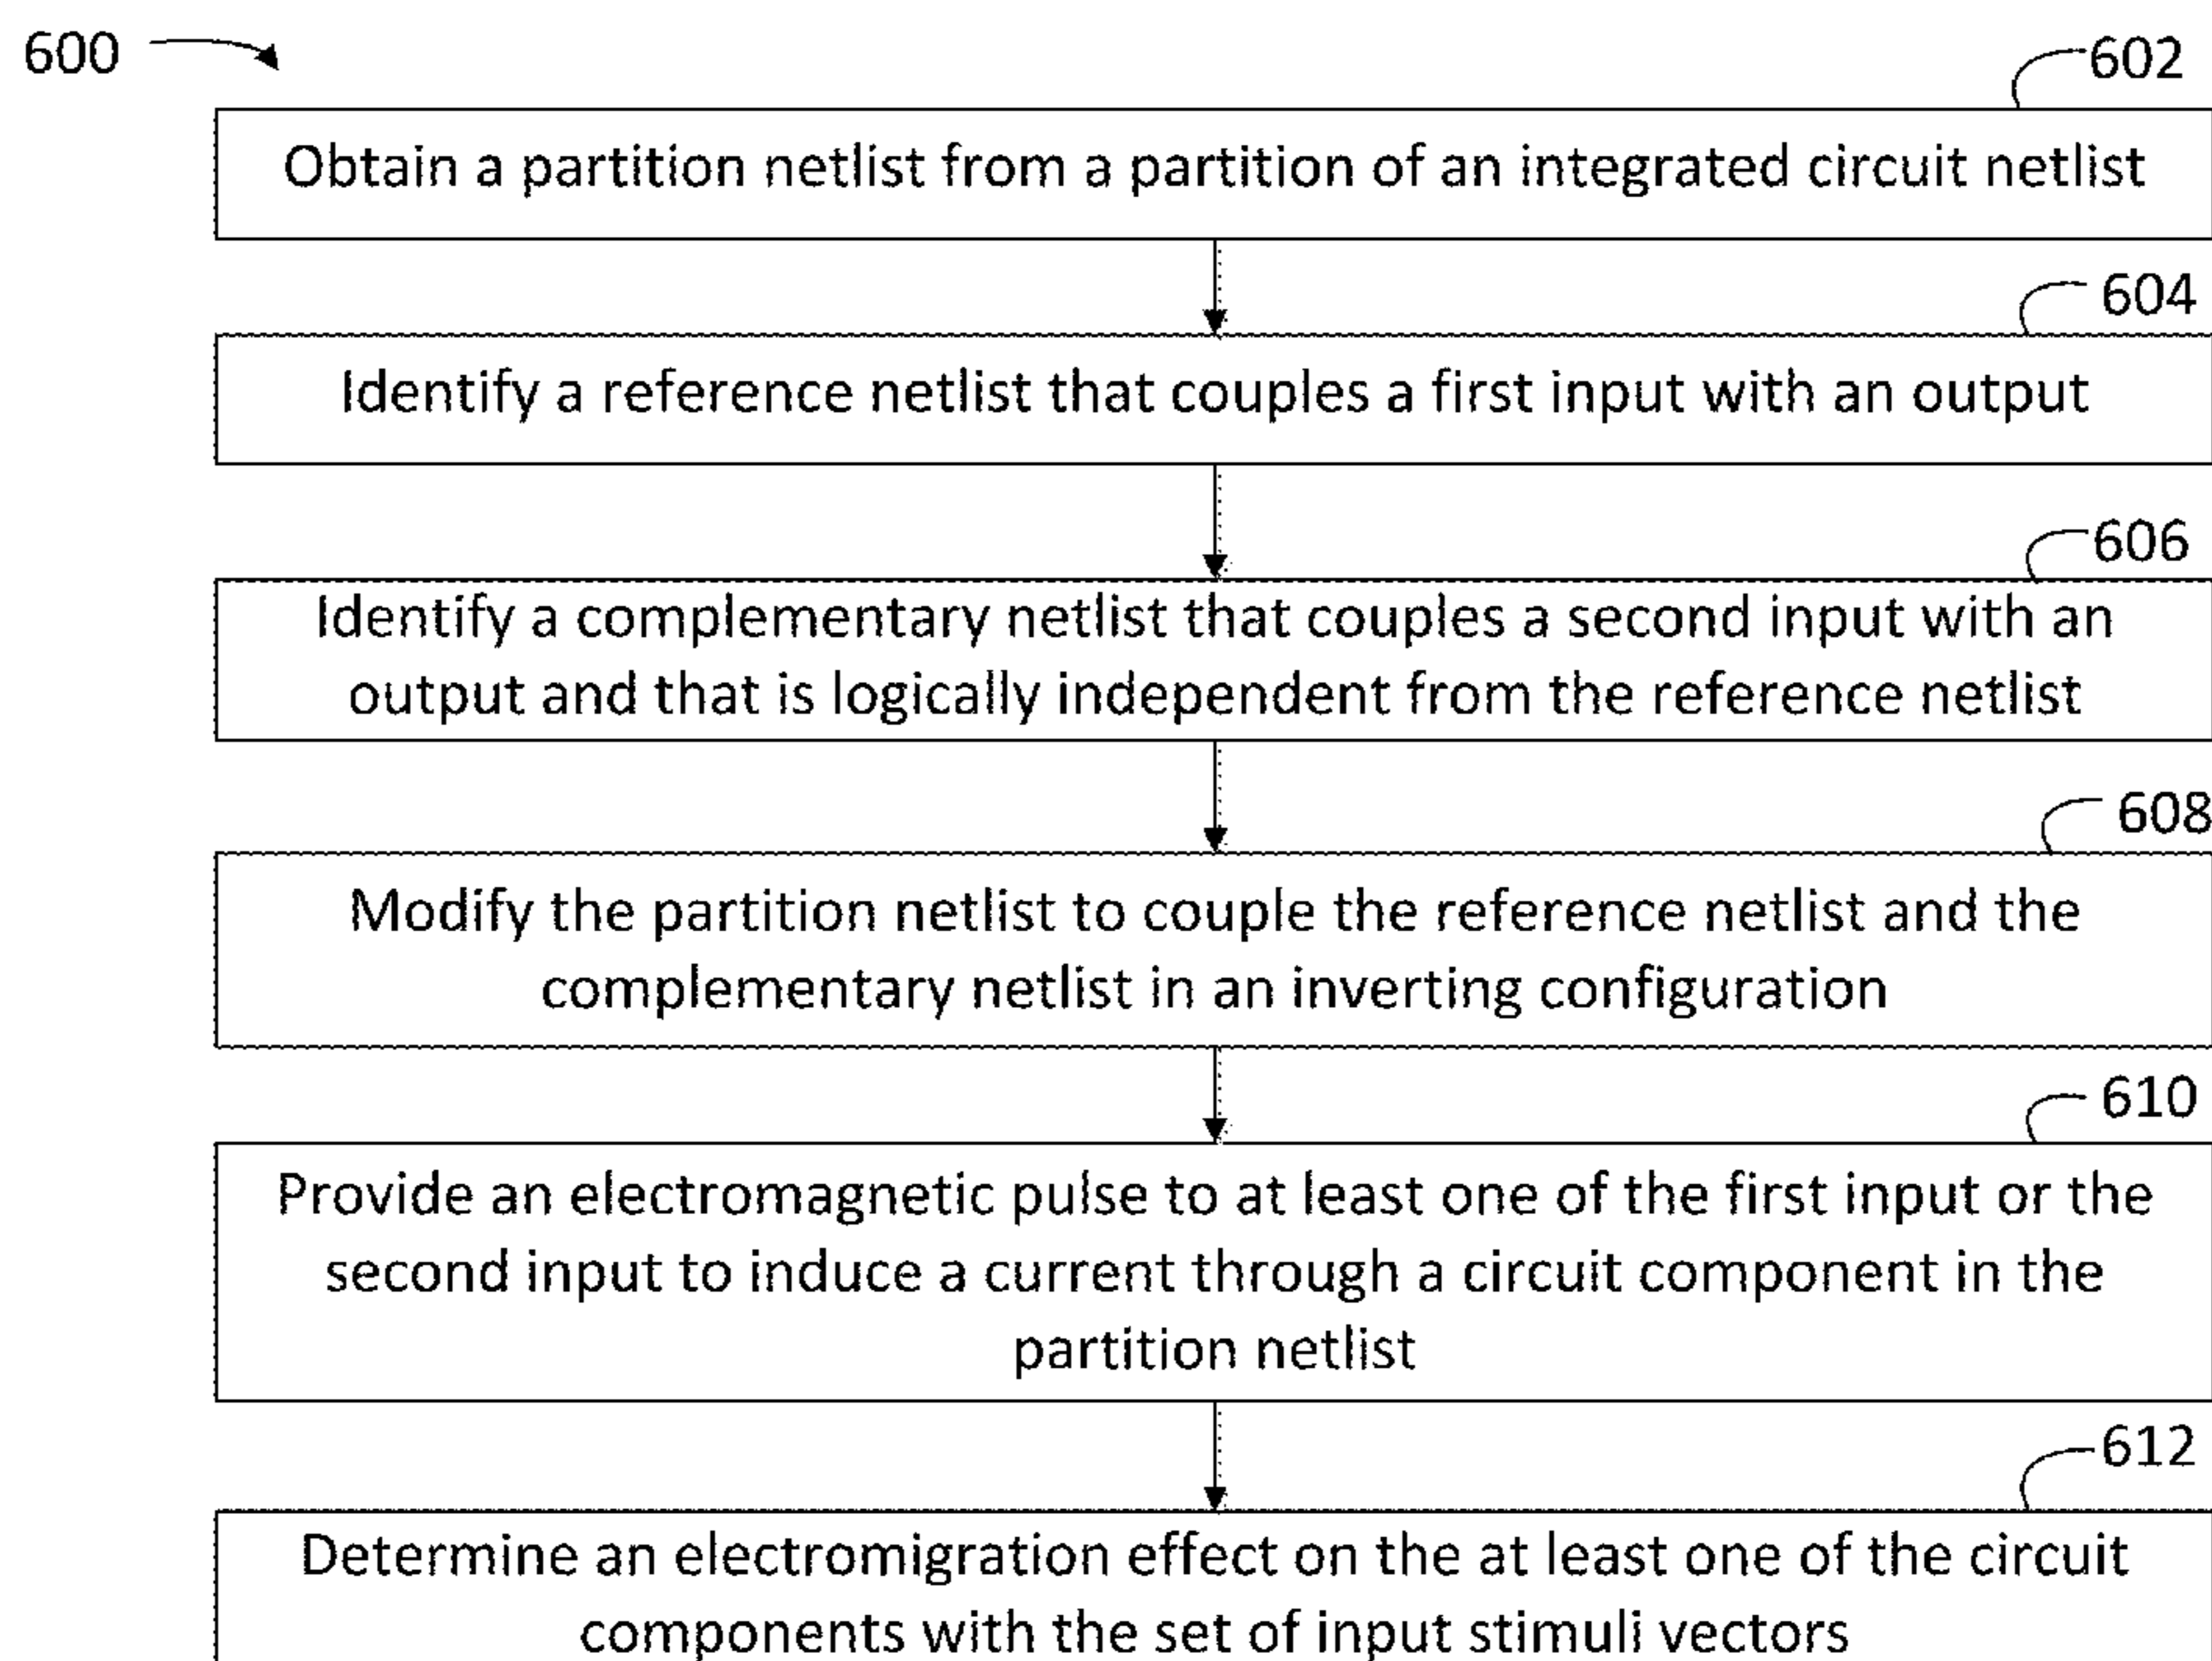 600
602
Obtain a partition netlist from a partition of an integrated circuit netlist
604
Identify a reference netlist that couples a first input with an output
606
Identify a complementary netlist that couples a second input with an
output and that is logically independent from the reference netlist
608
Modify the partition netlist to couple the reference netlist and the
complementary netlist in an inverting configuration
610
Provide an electromagnetic pulse to at least one of the first input or the
second input to induce a current through a circuit component in the
partition netlist
612
Determine an electromigration effect on the at least one of the circuit
components with the set of input stimuli vectors